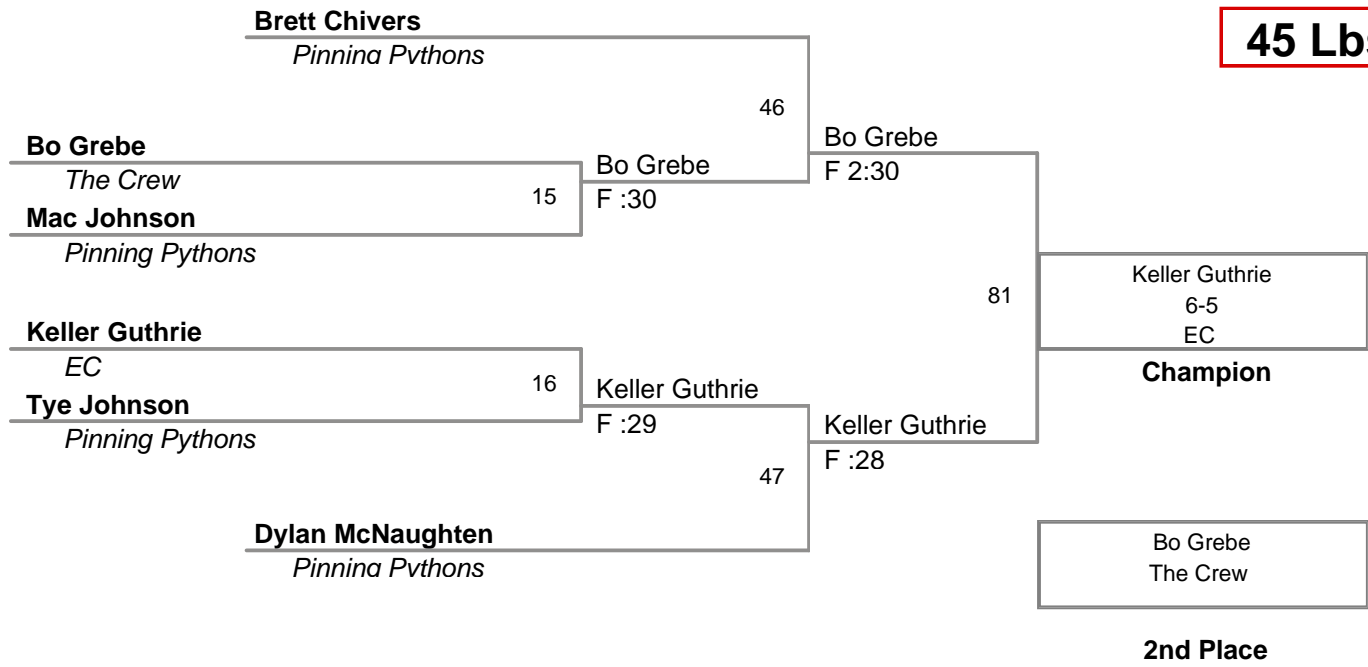 Brett Chivers
45 Lbs
Pinning Pythons
46
Bo Grebe
Bo Grebe
Bo Grebe
F 2:30
The Crew
15
F :30
Mac Johnson
Pinning Pythons
81
Keller Guthrie
6-5
EC
Champion
Keller Guthrie
EC
16
Keller Guthrie
Tye Johnson
F :29
Pinning Pythons
Keller Guthrie
F :28
47
Dylan McNaughten
Pinning Pythons
Bo Grebe
The Crew
2nd Place